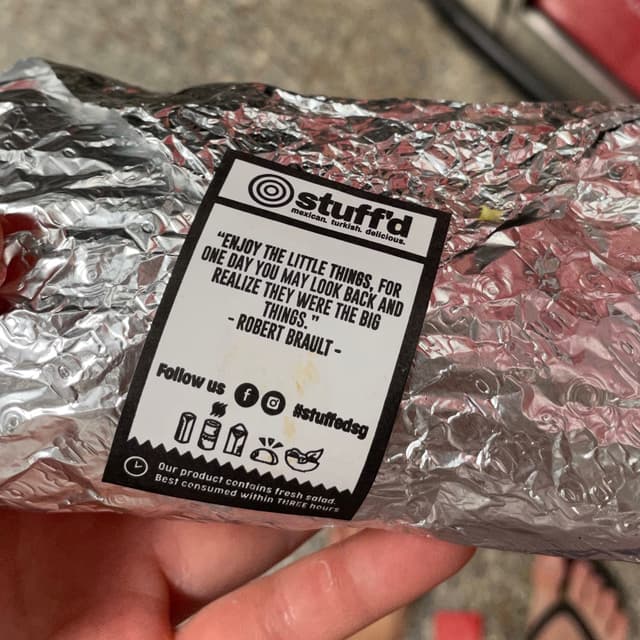 stuff'd
mexican. turkish. delicious.
"ENJOY THE LITTLE THINGS, FOR
ONE DAY YOU MAY LOOK BACK AND
REALIZE THEY WERE THE BIG
THINGS."
- ROBERT BRAULT -
Follow us f #stuffedsg
Our product contains fresh salad.
Best consumed within THREE hours